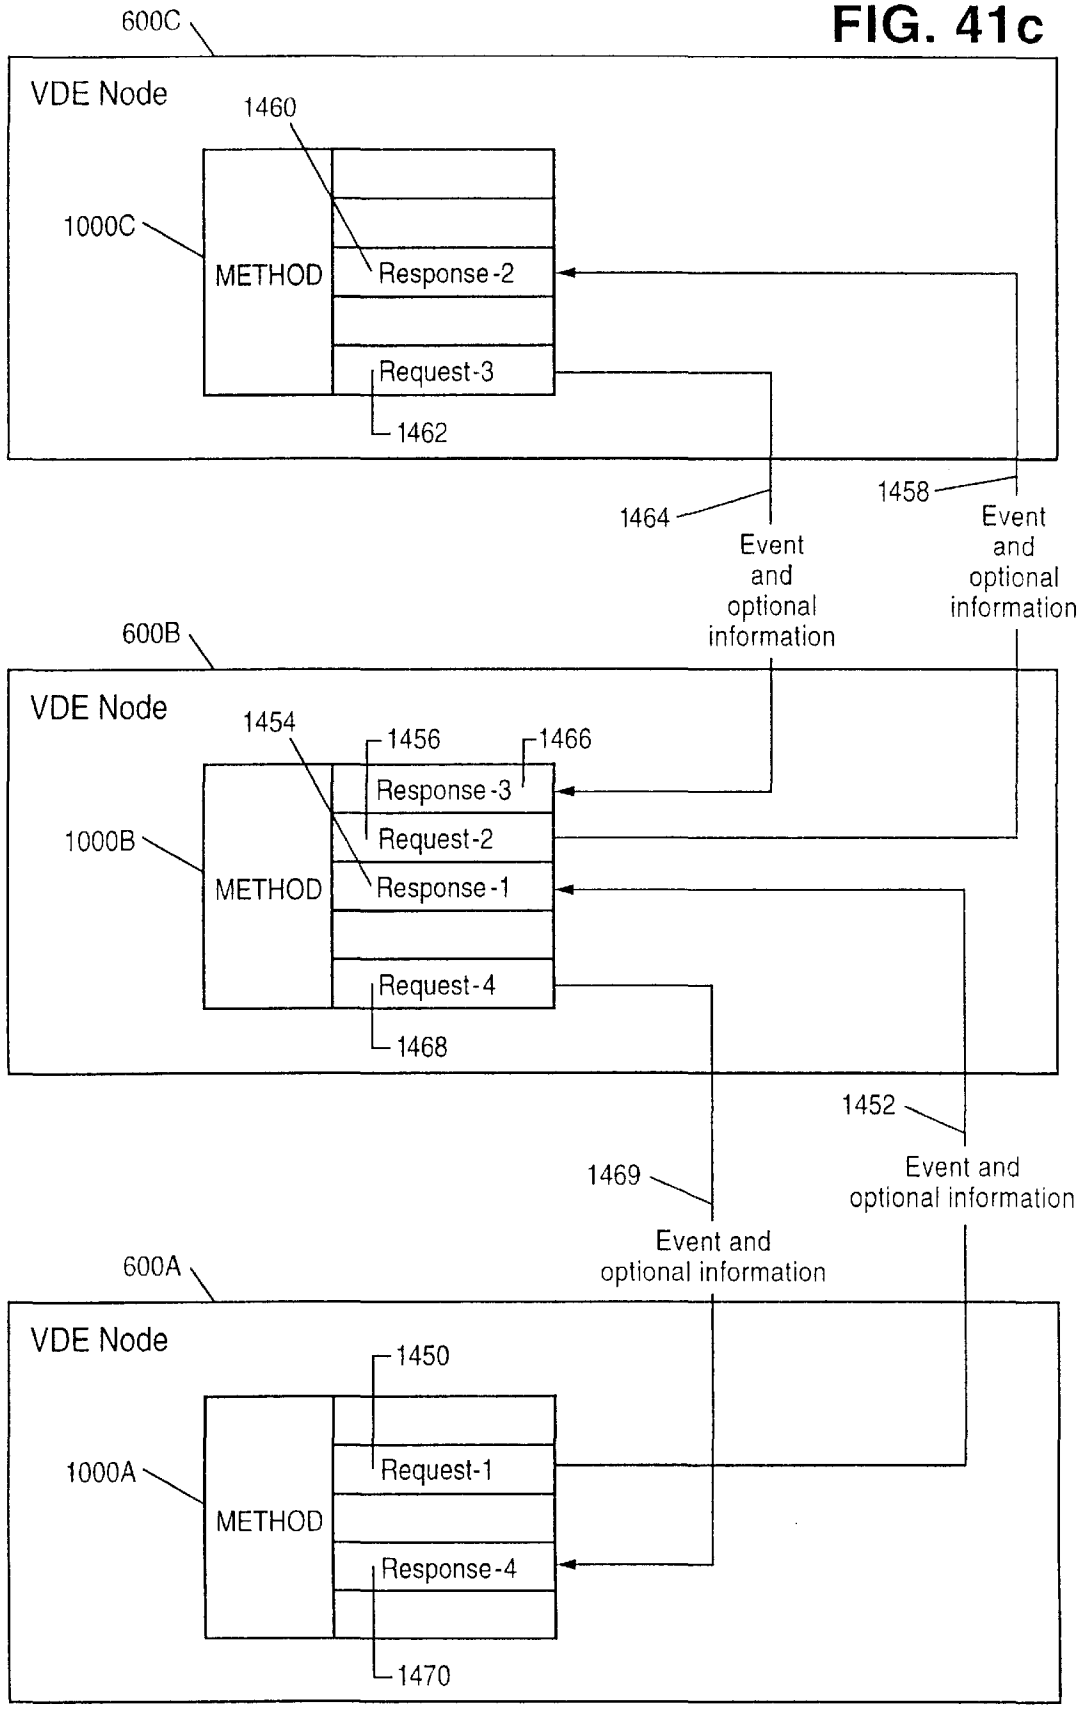 FIG. 41c
600C
VDE Node
1460
1000C
METHOD
Response-2
Request-3
1462
1464
1458
Event
and
optional
information
Event
and
optional
information
600B
VDE Node
1454
1456
1466
1000B
METHOD
Response-3
Request-2
Response-1
Request-4
1468
1452
Event and
optional information
1469
Event and
optional information
600A
VDE Node
1450
1000A
METHOD
Request-1
Response-4
1470